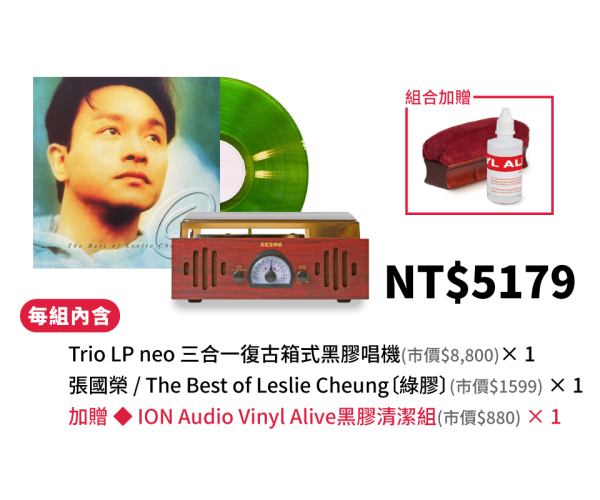 組合加贈
YL AL
The Best of Leslie Che
ION
NT$5179
每組內含
Trio LP neo 三合一復古箱式黑膠唱機(市價$8,800)× 1
張國榮 / The Best of Leslie Cheung〔綠膠〕(市價$1599) × 1
加贈 ◆ ION Audio Vinyl Alive黑膠清潔組(市價$880) × 1